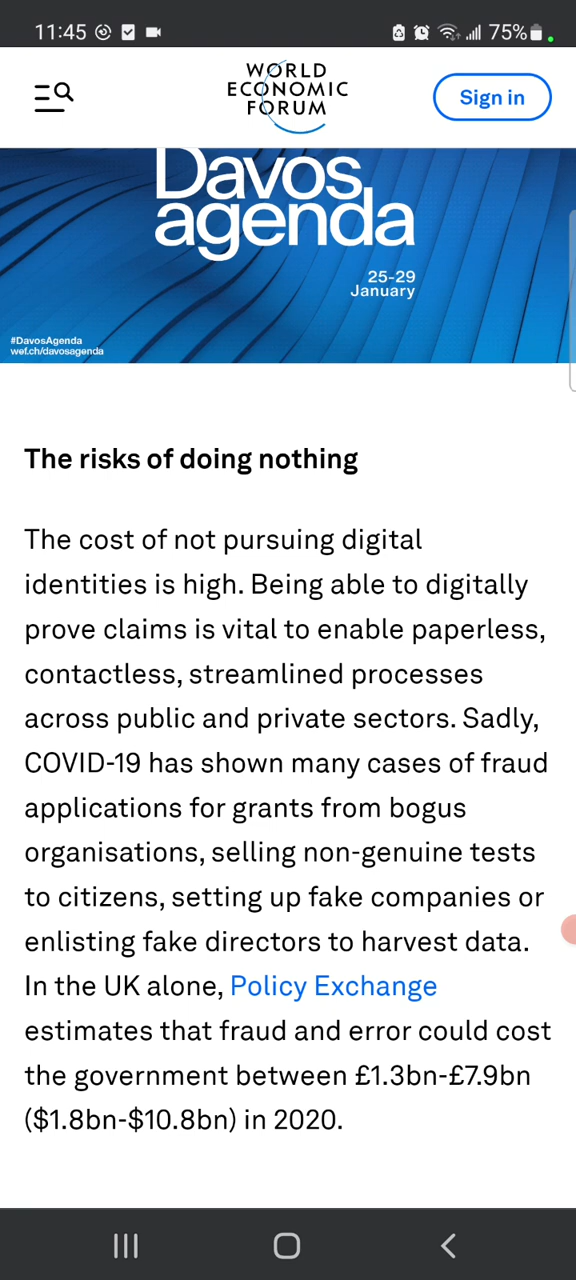 11:45 75%
WORLD
ECONOMIC
FORUM
Sign in
Davos
agenda
25-29
January
#DavosAgenda
wef.ch/davosagenda
The risks of doing nothing
The cost of not pursuing digital
identities is high. Being able to digitally
prove claims is vital to enable paperless,
contactless, streamlined processes
across public and private sectors. Sadly,
COVID-19 has shown many cases of fraud
applications for grants from bogus
organisations, selling non-genuine tests
to citizens, setting up fake companies or
enlisting fake directors to harvest data.
In the UK alone, Policy Exchange
estimates that fraud and error could cost
the government between £1.3bn-£7.9bn
($1.8bn-$10.8bn) in 2020.